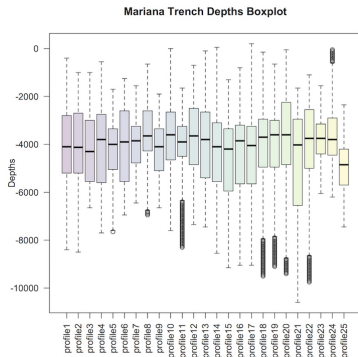 Mariana Trench Depths Boxplot
Depths
0
-2000
-4000
-6000
-8000
-10000
profile1
profile2
profile3
profile4
profile5
profile6
profile7
profile8
profile9
profile10
profile11
profile12
profile13
profile14
profile15
profile16
profile17
profile18
profile19
profile20
profile21
profile22
profile23
profile24
profile25